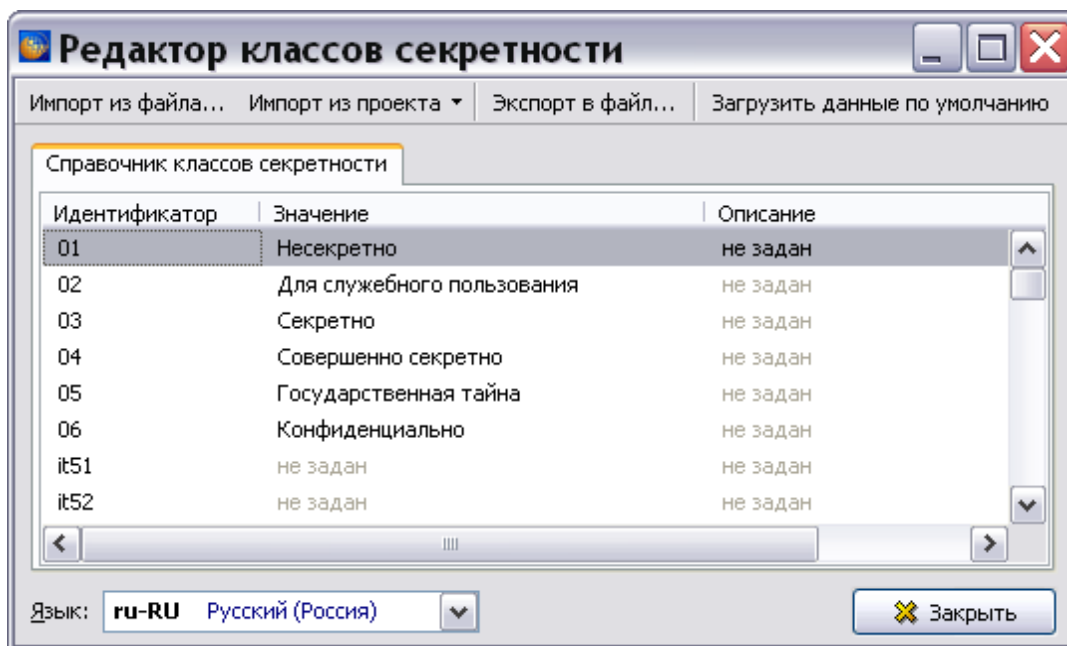 Редактор классов секретности
Импорт из файла... Импорт из проекта Экспорт в файл... Загрузить данные по умолчанию
Справочник классов секретности
Идентификатор Значение Описание
01 Несекретно не задан
02 Для служебного пользования не задан
03 Секретно не задан
04 Совершенно секретно не задан
05 Государственная тайна не задан
06 Конфиденциально не задан
it51 не задан не задан
it52 не задан не задан
Язык: ru-RU Русский (Россия) Закрыть